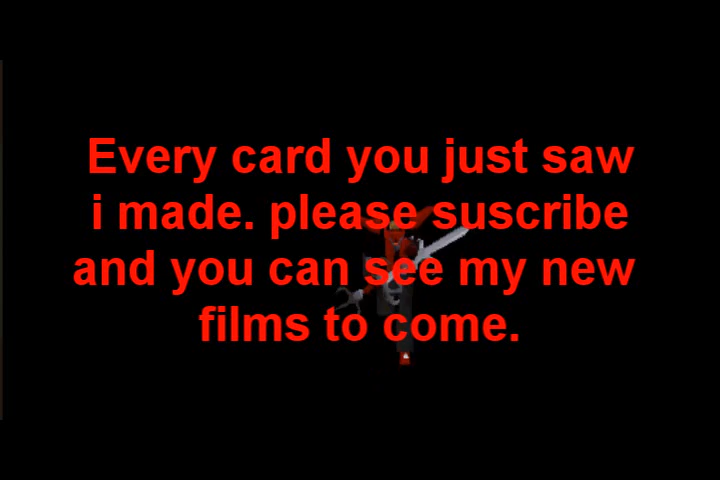 Every card you just saw
i made. please suscribe
and you can see my new
films to come.